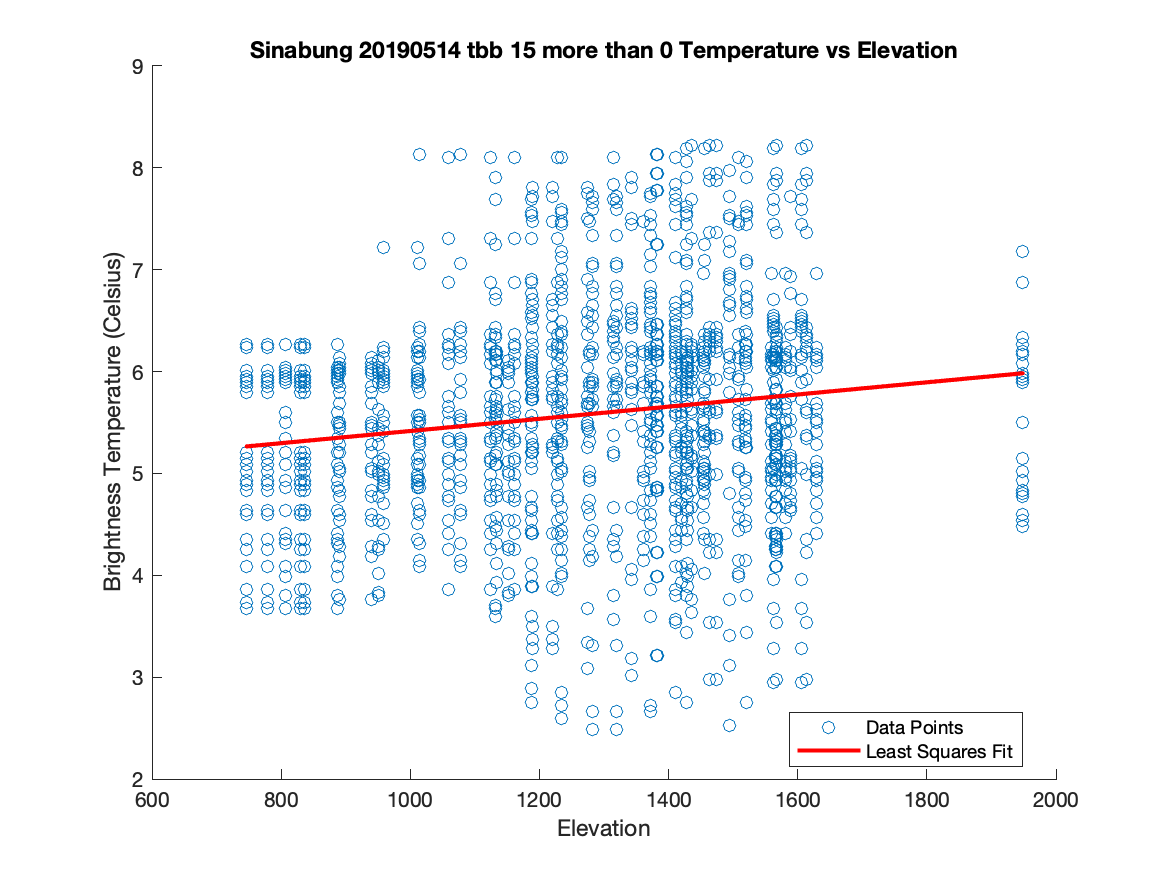 Sinabung 20190514 tbb 15 more than 0 Temperature vs Elevation
9
8
7
6
5
4
3
2
Brightness Temperature (Celsius)
Data Points
Least Squares Fit
600 800 1000 1200 1400 1600 1800 2000
Elevation